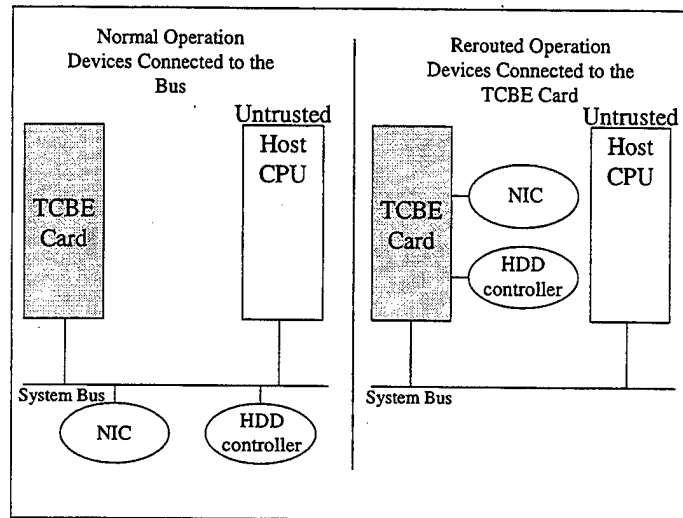 Normal Operation
Devices Connected to the
Bus
Untrusted
Host
CPU
TCBE
Card
System Bus
NIC
HDD
controller
Rerouted Operation
Devices Connected to the
TCBE Card
Untrusted
Host
CPU
TCBE
Card
NIC
HDD
controller
System Bus